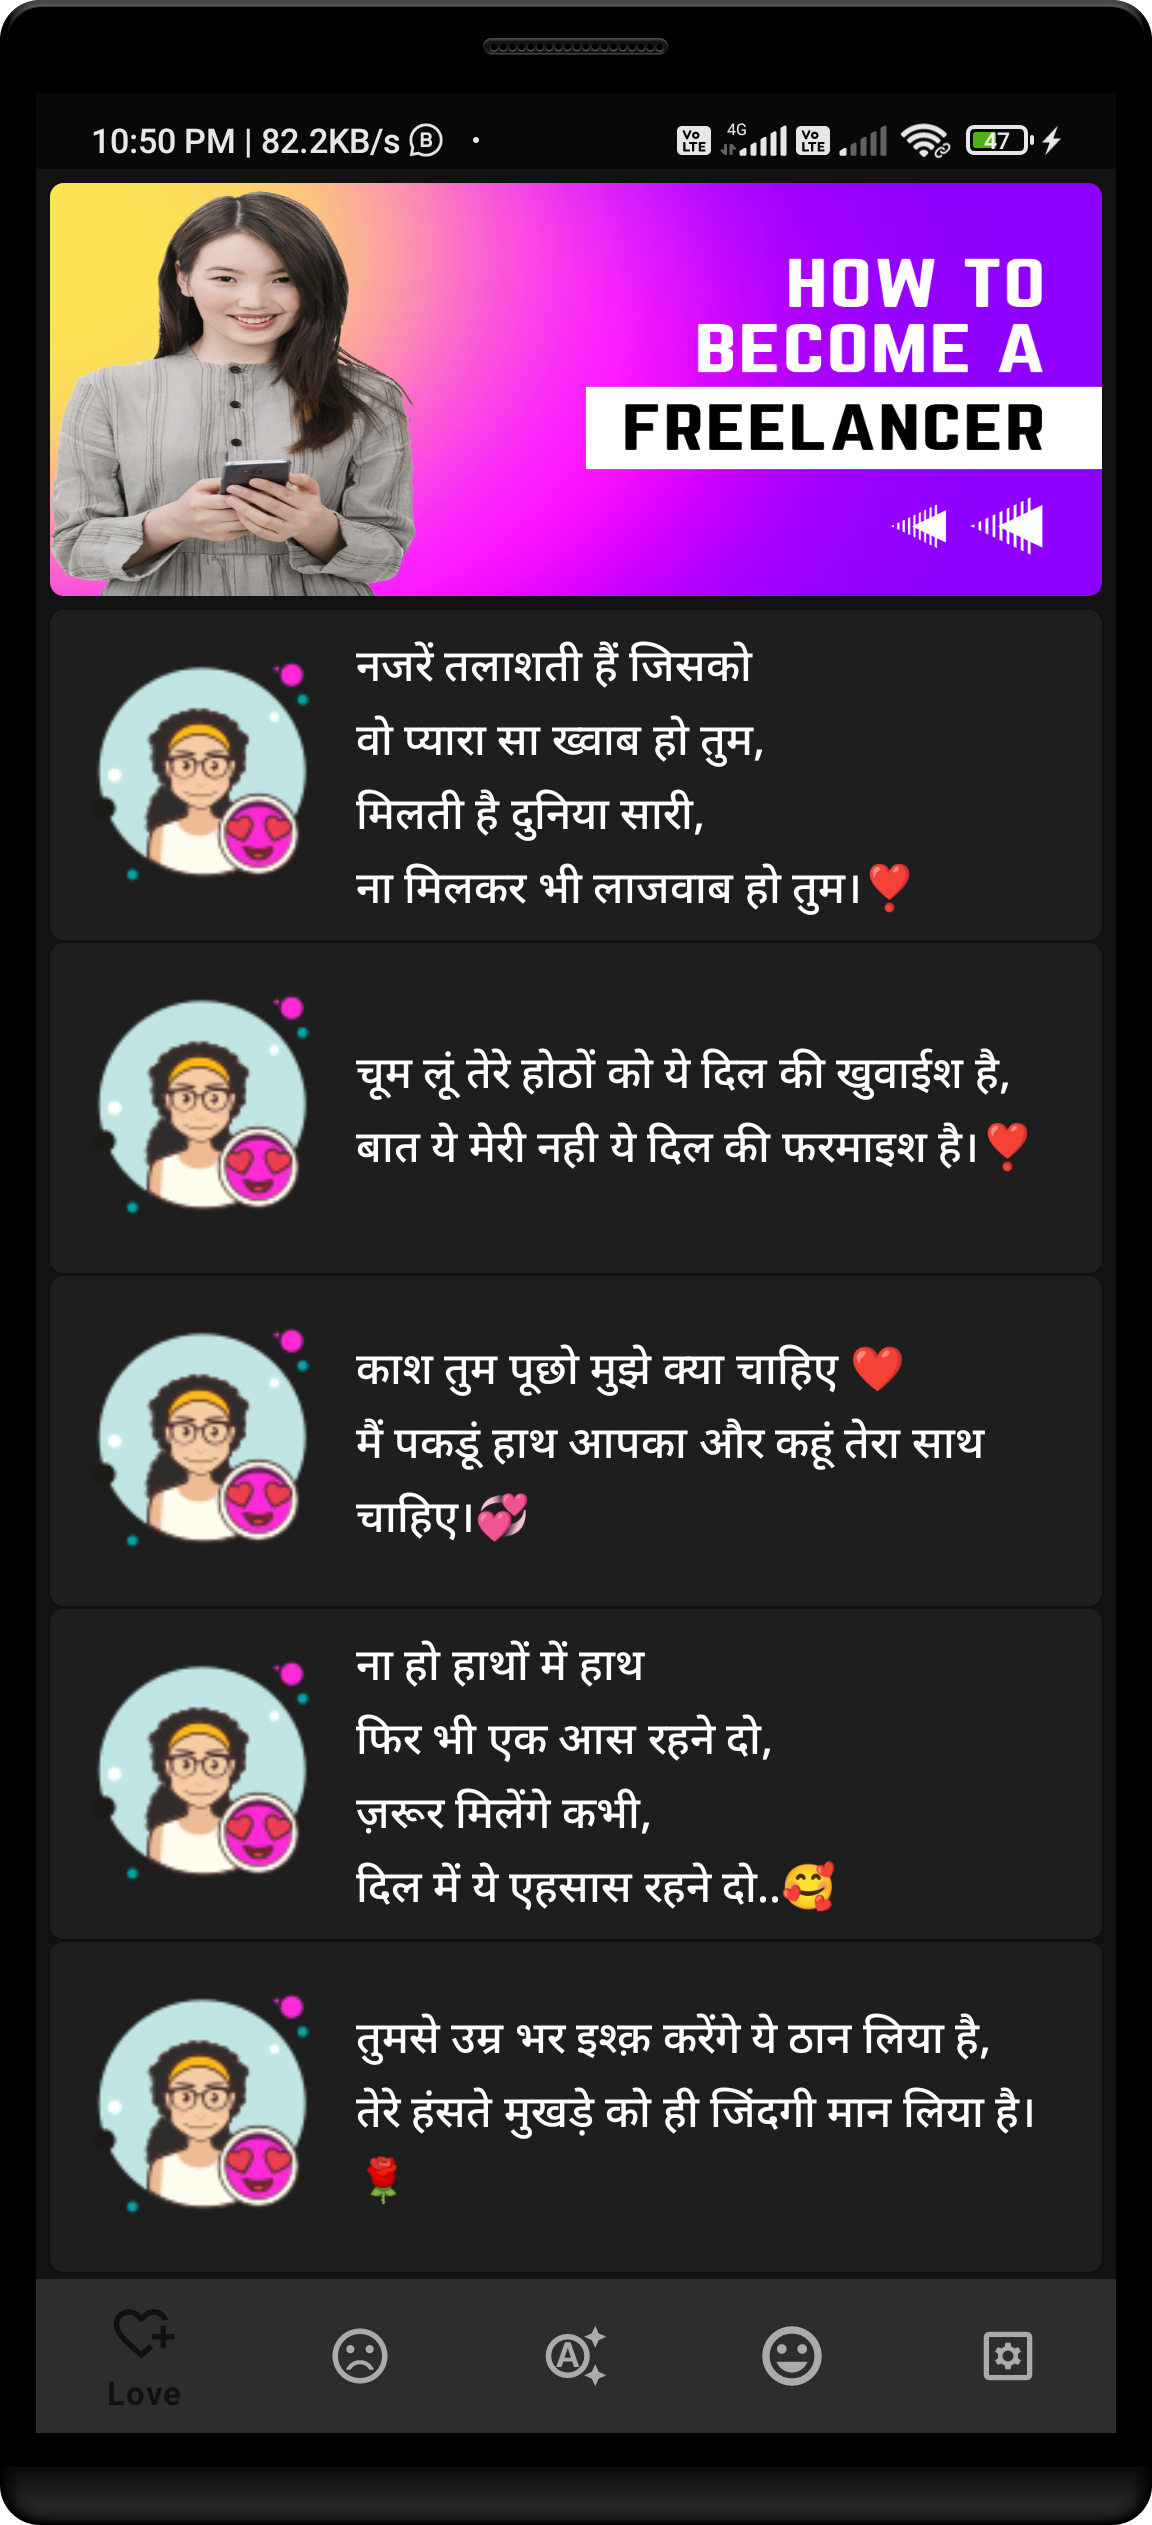 10:50 PM | 82.2KB/s B
Vo LTE 4G Vo LTE 47
HOW TO
BECOME A
FREELANCER
नजरें तलाशती हैं जिसको
वो प्यारा सा ख्वाब हो तुम,
मिलती है दुनिया सारी,
ना मिलकर भी लाजवाब हो तुम।❣️
चूम लूं तेरे होठों को ये दिल की खुवाईश है,
बात ये मेरी नही ये दिल की फरमाइश है।❣️
काश तुम पूछो मुझे क्या चाहिए ❤️
मैं पकडूं हाथ आपका और कहूं तेरा साथ
चाहिए।💞
ना हो हाथों में हाथ
फिर भी एक आस रहने दो,
ज़रूर मिलेंगे कभी,
दिल में ये एहसास रहने दो..🥰
तुमसे उम्र भर इश्क़ करेंगे ये ठान लिया है,
तेरे हंसते मुखड़े को ही जिंदगी मान लिया है।
🌹
A
Love